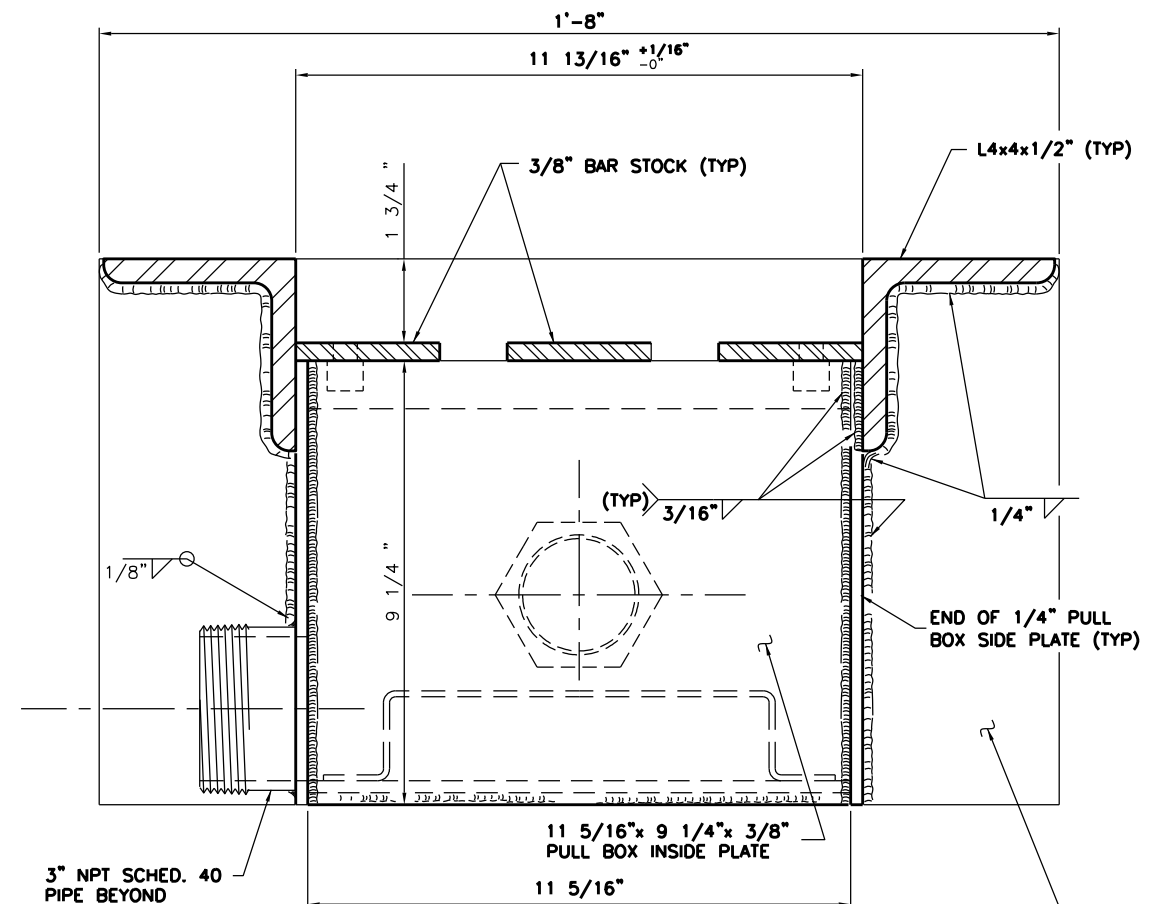 1'-8"
11 13/16" +1/16"
-0"
L4x4x1/2" (TYP)
3/8" BAR STOCK (TYP)
1 3/4 "
(TYP)
3/16"
1/4"
1/8"
9 1/4 "
END OF 1/4" PULL
BOX SIDE PLATE (TYP)
11 5/16"x 9 1/4"x 3/8"
PULL BOX INSIDE PLATE
3" NPT SCHED. 40
PIPE BEYOND
11 5/16"